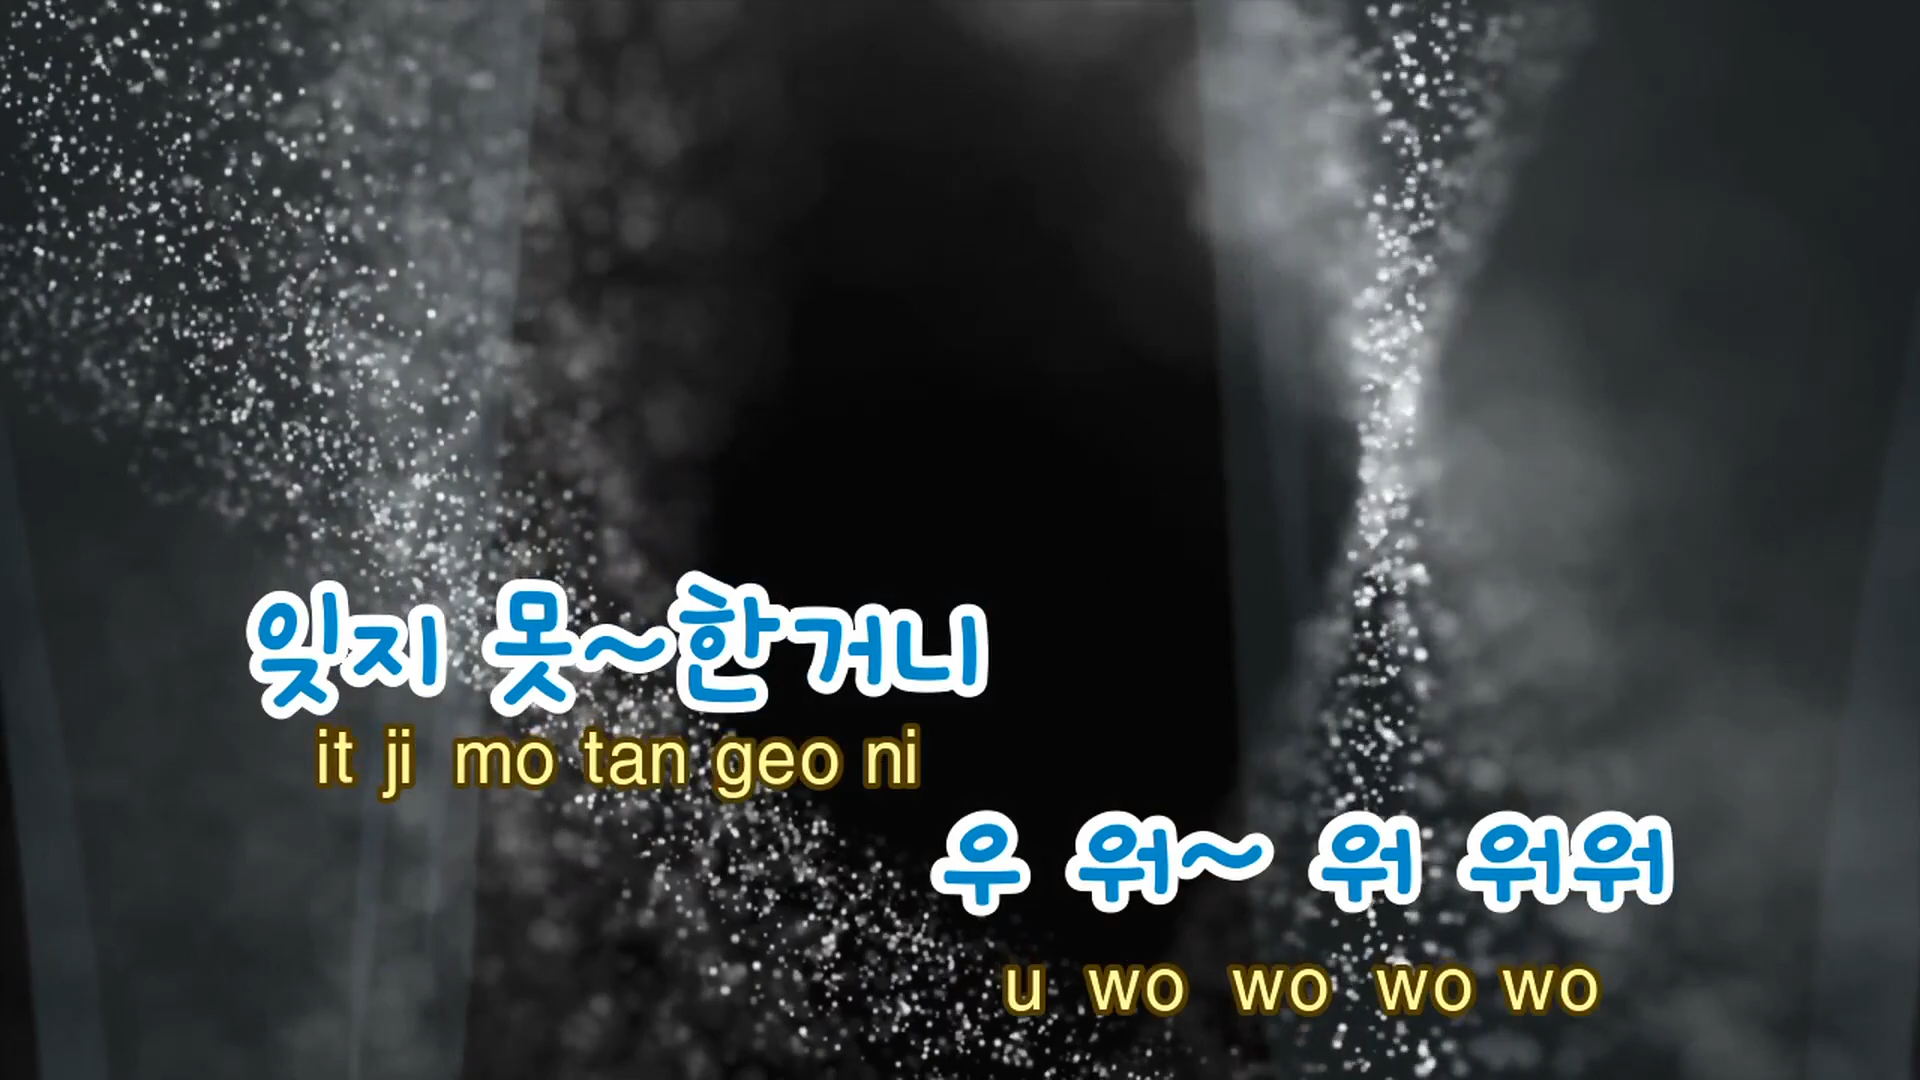 잊지 못~한거니
it ji mo tan geo ni
우 워~ 워 워워
u wo wo wo wo